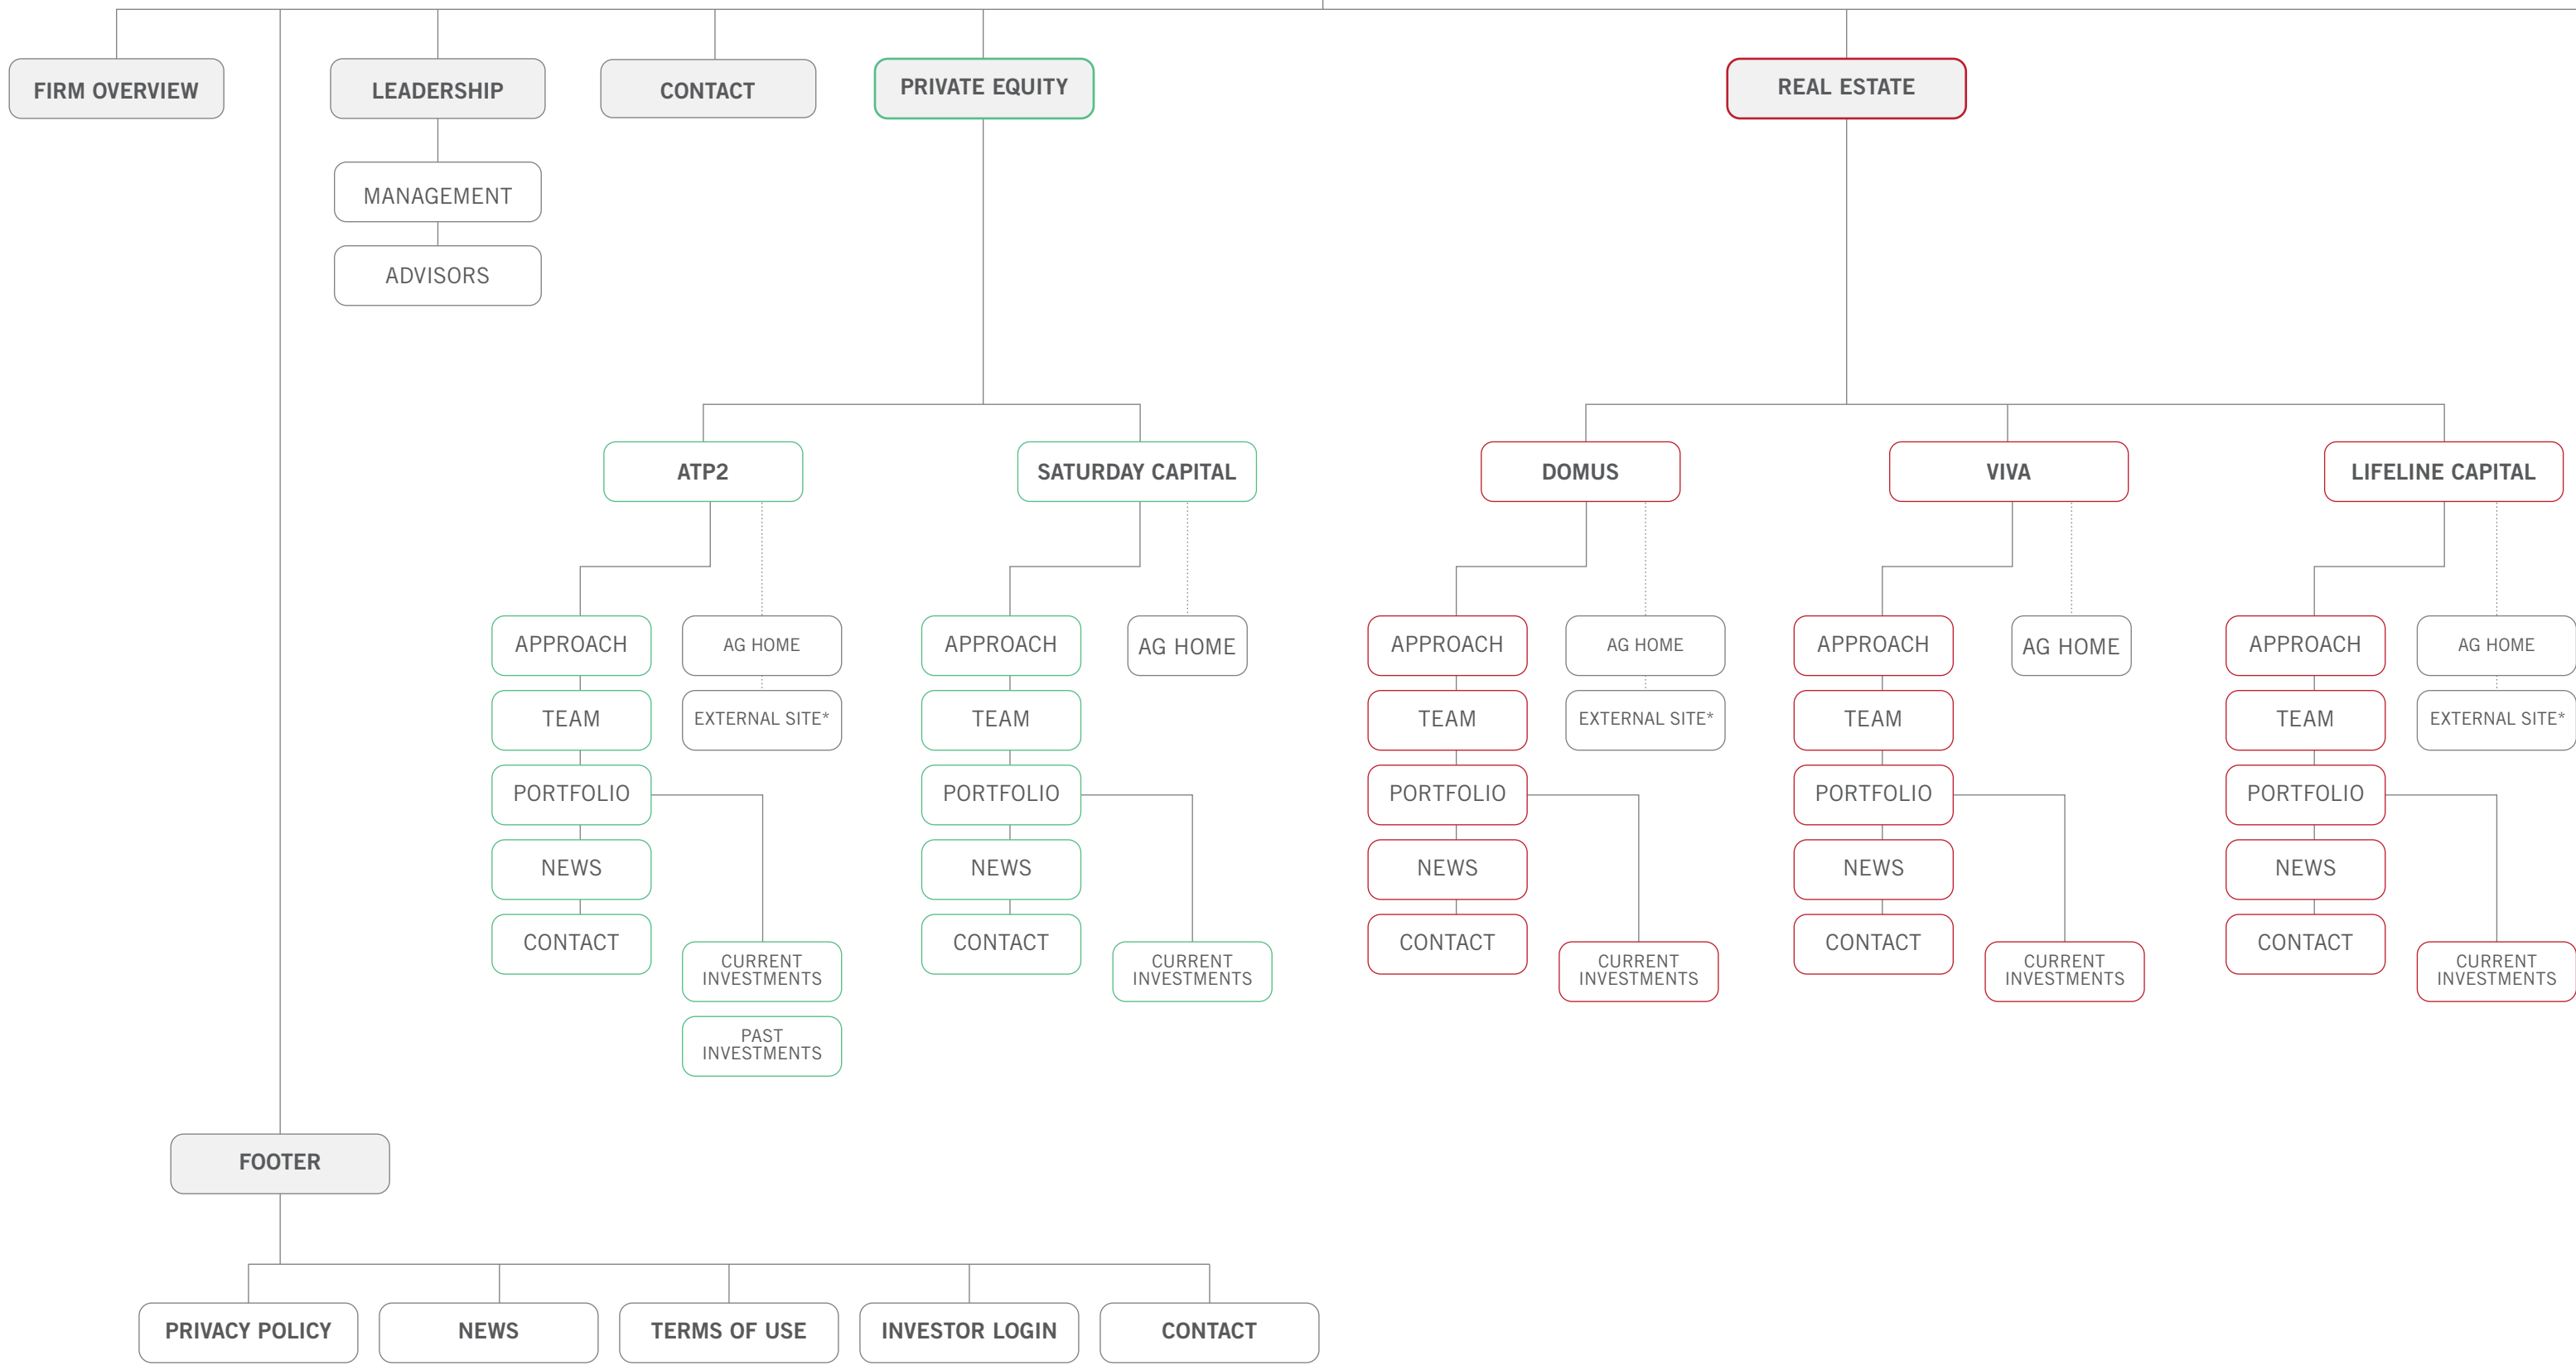 FIRM OVERVIEW
LEADERSHIP
CONTACT
PRIVATE EQUITY
REAL ESTATE
MANAGEMENT
ADVISORS
ATP2
SATURDAY CAPITAL
DOMUS
VIVA
LIFELINE CAPITAL
APPROACH
AG HOME
APPROACH
AG HOME
APPROACH
AG HOME
APPROACH
AG HOME
APPROACH
AG HOME
TEAM
EXTERNAL SITE*
TEAM
TEAM
EXTERNAL SITE*
TEAM
TEAM
EXTERNAL SITE*
PORTFOLIO
PORTFOLIO
PORTFOLIO
PORTFOLIO
PORTFOLIO
NEWS
NEWS
NEWS
NEWS
NEWS
CONTACT
CURRENT
INVESTMENTS
CONTACT
CURRENT
INVESTMENTS
CONTACT
CURRENT
INVESTMENTS
CONTACT
CURRENT
INVESTMENTS
CONTACT
CURRENT
INVESTMENTS
PAST
INVESTMENTS
FOOTER
PRIVACY POLICY
NEWS
TERMS OF USE
INVESTOR LOGIN
CONTACT